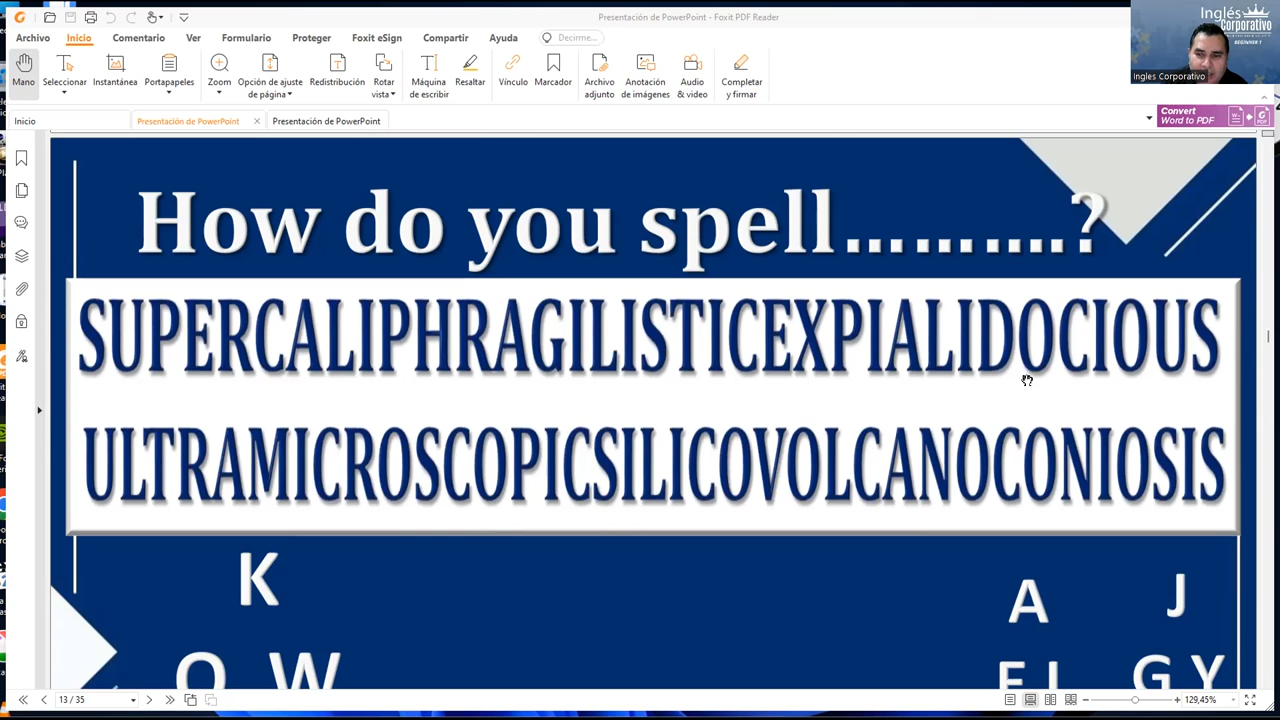 Presentación de PowerPoint - Foxit PDF Reader
Inglés
Corporativo
BEGINNER 1
Ingles Corporativo
Archivo Inicio Comentario Ver Formulario Proteger Foxit eSign Compartir Ayuda Decirme...
Mano Seleccionar Instantánea Portapapeles Zoom Opción de ajuste de página Redistribución Rotar vista Máquina de escribir Resaltar Vínculo Marcador Archivo adjunto Anotación de imágenes Audio & video Completar y firmar
Inicio Presentación de PowerPoint Presentación de PowerPoint
Convert
Word to PDF
How do you spell……….?
SUPERCALIPHRAGILISTICEXPIALIDOCIOUS
ULTRAMICROSCOPICSILICOVOLCANOCONIOSIS
K A J
W G Y
13 / 35 129,45%